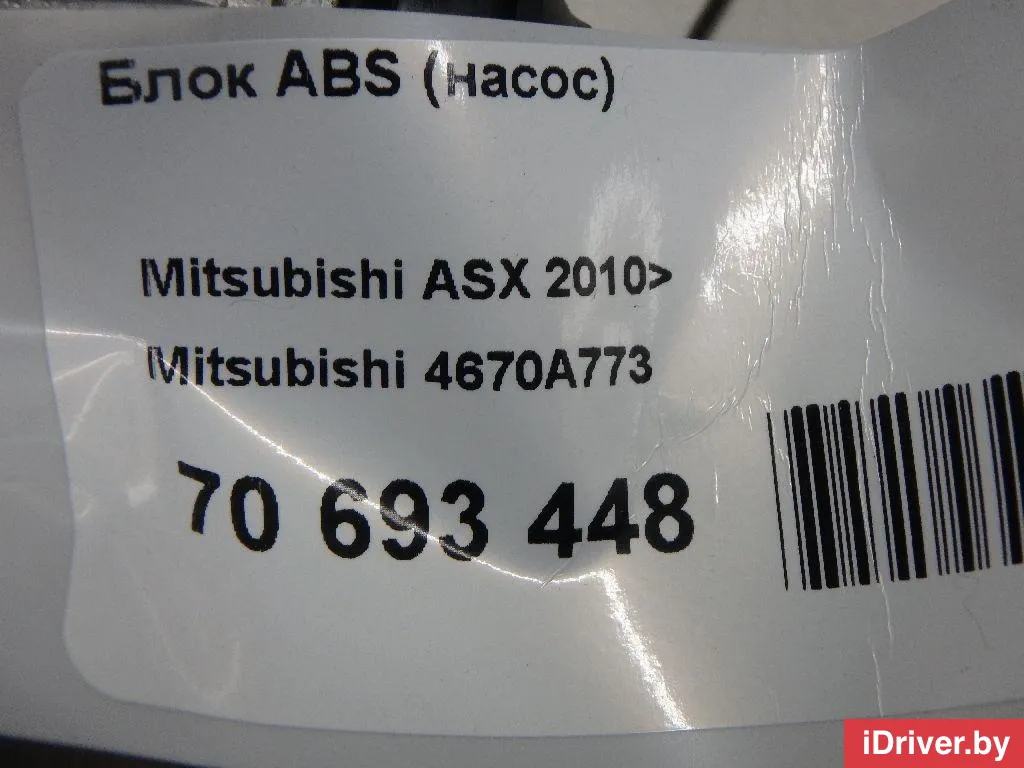 Блок ABS (насос)
Mitsubishi ASX 2010>
Mitsubishi 4670A773
70 693 448
iDriver.by